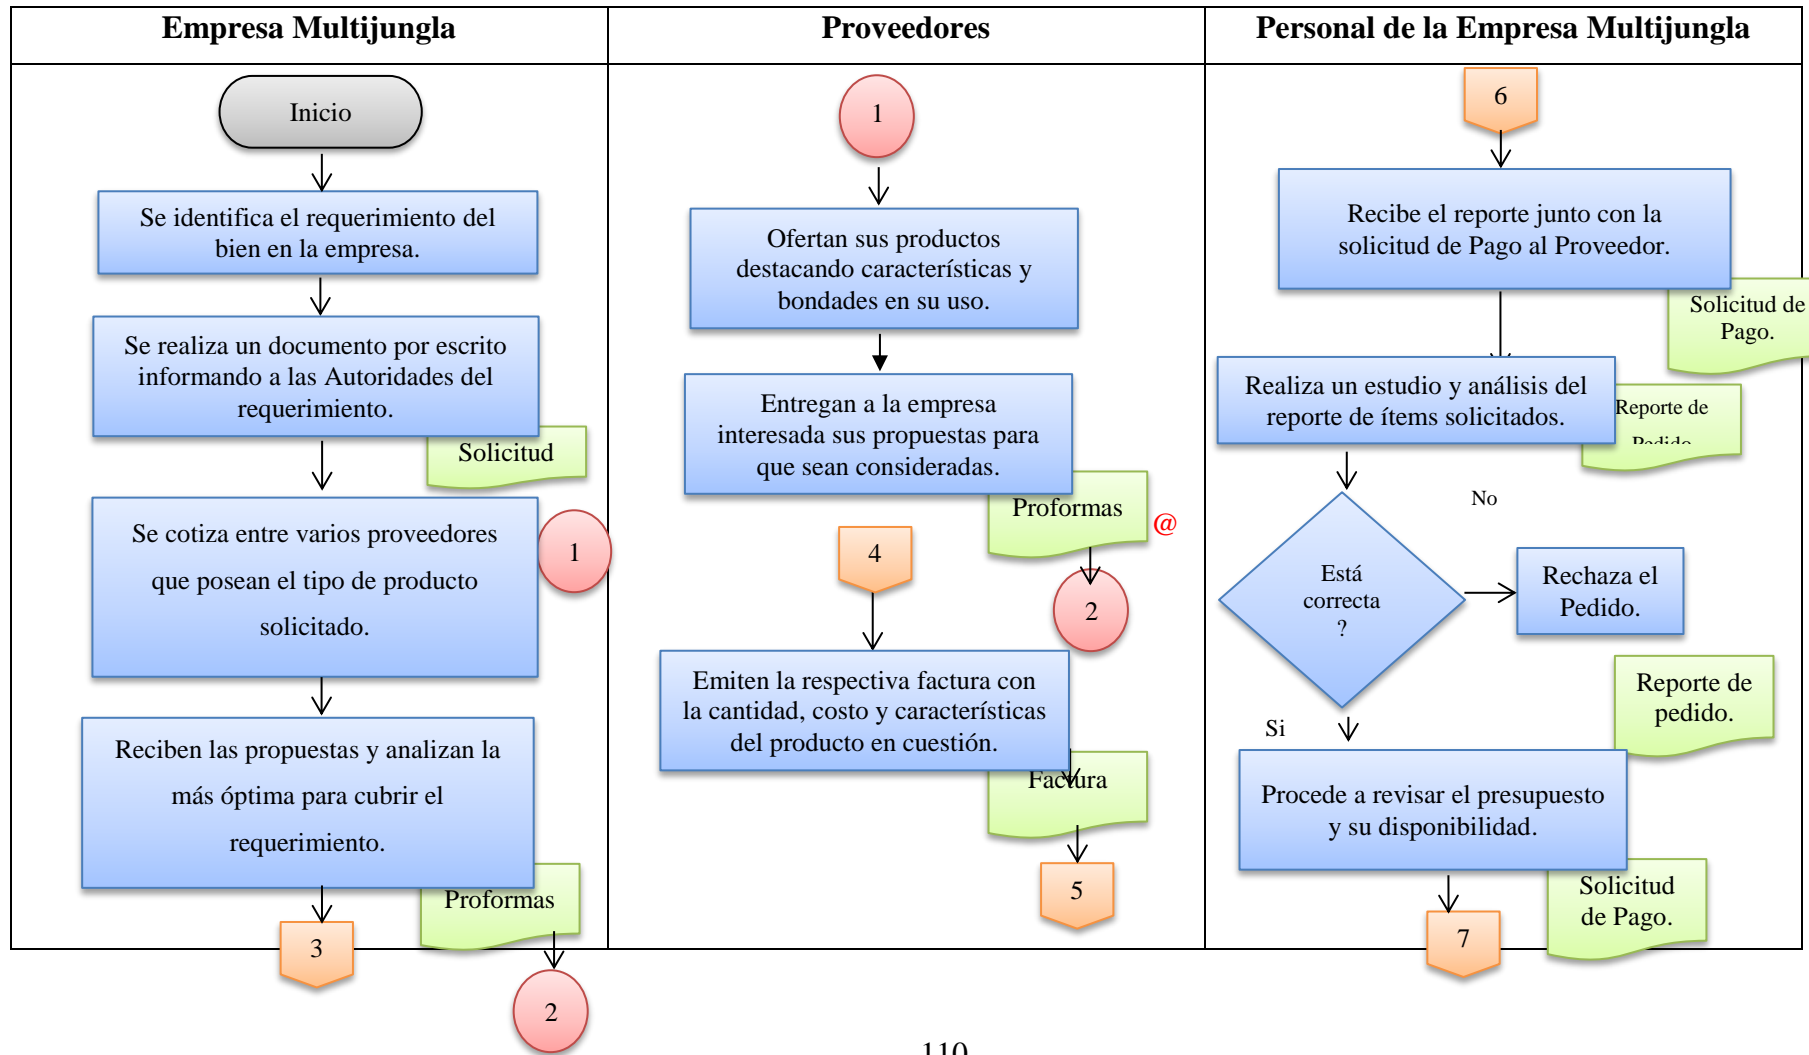 Empresa Multijungla
Proveedores
Personal de la Empresa Multijungla
Inicio
Se identifica el requerimiento del
bien en la empresa.
Se realiza un documento por escrito
informando a las Autoridades del
requerimiento.
Solicitud
Se cotiza entre varios proveedores
que posean el tipo de producto
solicitado.
1
Reciben las propuestas y analizan la
más óptima para cubrir el
requerimiento.
Proformas
3
2
1
Ofertan sus productos
destacando características y
bondades en su uso.
Entregan a la empresa
interesada sus propuestas para
que sean consideradas.
Proformas
@
4
2
Emiten la respectiva factura con
la cantidad, costo y características
del producto en cuestión.
Factura
5
6
Recibe el reporte junto con la
solicitud de Pago al Proveedor.
Solicitud de
Pago.
Realiza un estudio y análisis del
reporte de ítems solicitados.
Reporte de
Pedido
No
Está
correcta
?
Rechaza el
Pedido.
Reporte de
pedido.
Si
Procede a revisar el presupuesto
y su disponibilidad.
Solicitud
de Pago.
7
110